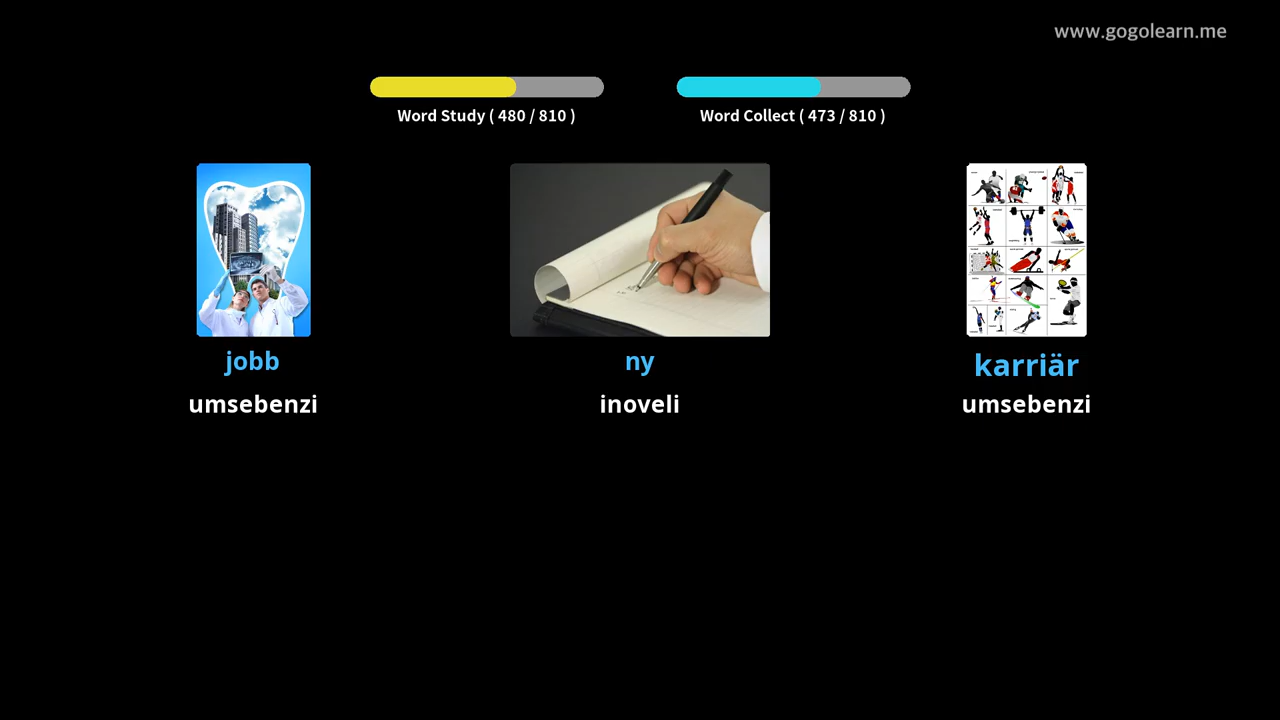 www.gogolearn.me
Word Study ( 480 / 810 )
Word Collect ( 473 / 810 )
jobb
ny
karriär
umsebenzi
inoveli
umsebenzi